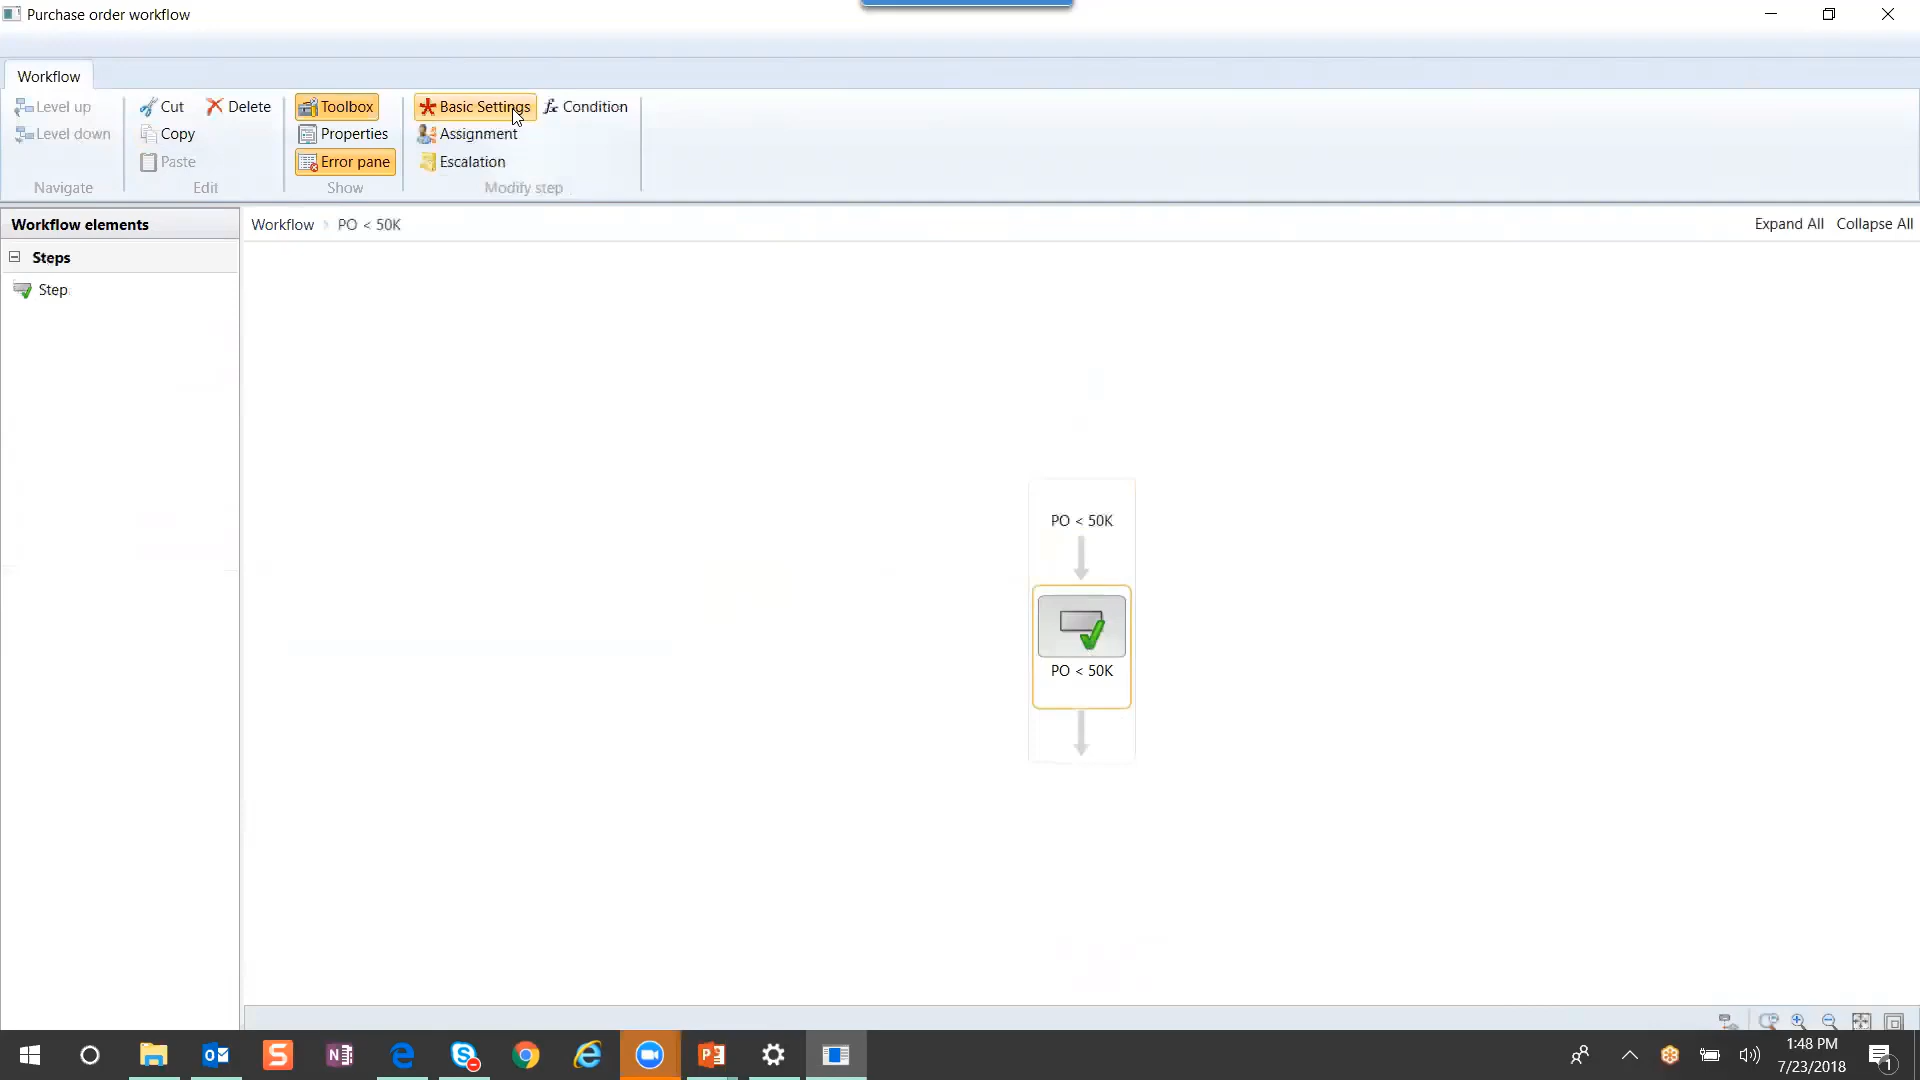 Purchase order workflow
Workflow
Level up
Cut
Delete
Toolbox
Basic Settings
Condition
Level down
Copy
Properties
Assignment
Paste
Error pane
Escalation
Navigate
Edit
Show
Modify step
Workflow elements
Workflow
PO < 50K
Expand All
Collapse All
Steps
Step
PO < 50K
PO < 50K
1:48 PM
7/23/2018
1